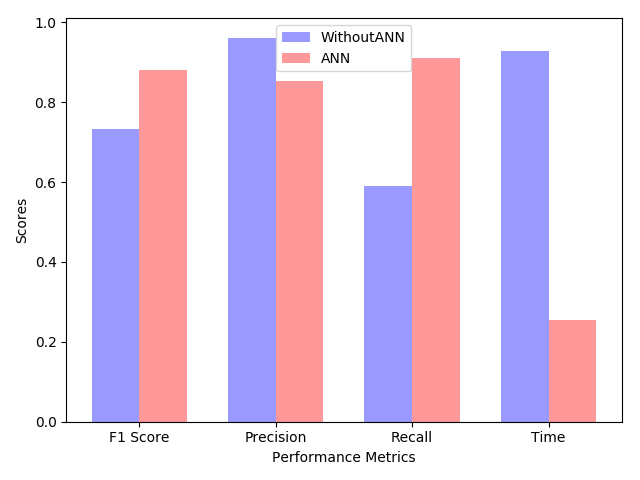 1.0
0.8
0.6
0.4
0.2
0.0
Scores
WithoutANN
ANN
F1 Score
Precision
Recall
Time
Performance Metrics